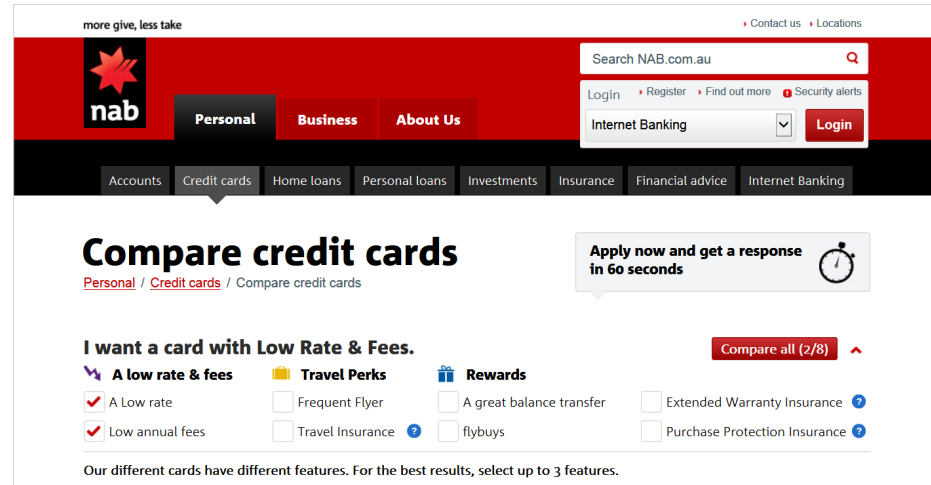 more give, less take
Contact us Locations
Search NAB.com.au
Login Register Find out more Security alerts
nab
Personal Business About Us
Internet Banking Login
Accounts Credit cards Home loans Personal loans Investments Insurance Financial advice Internet Banking
Compare credit cards
Personal / Credit cards / Compare credit cards
Apply now and get a response
in 60 seconds
I want a card with Low Rate & Fees.
Compare all (2/8)
A low rate & fees Travel Perks Rewards
A Low rate Frequent Flyer A great balance transfer Extended Warranty Insurance ?
Low annual fees Travel Insurance ? flybuys Purchase Protection Insurance ?
Our different cards have different features. For the best results, select up to 3 features.